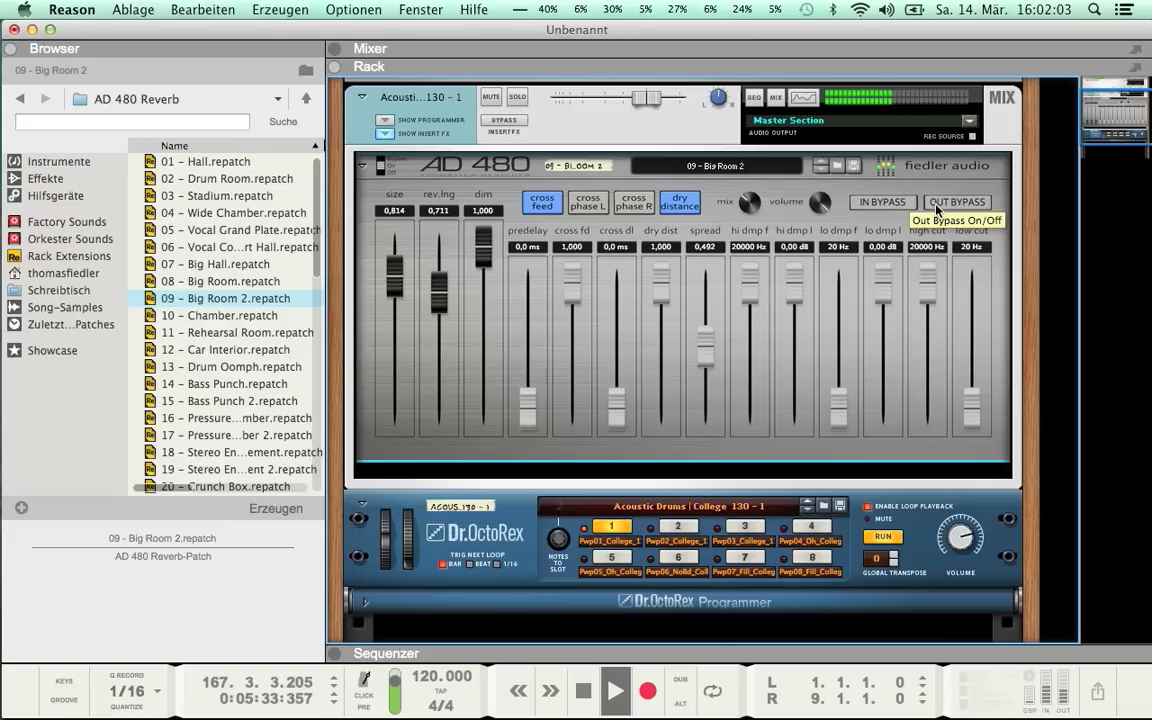 Reason Ablage Bearbeiten Erzeugen Optionen Fenster Hilfe 40% 6% 30% 5% 27% 6% 24% 5% Sa. 14. Mär. 16:02:03
Unbenannt
Browser
Mixer
Rack
09 - Big Room 2
AD 480 Reverb
Suche
Name
Instrumente
Effekte
Hilfsgeräte
Factory Sounds
Orkester Sounds
Rack Extensions
thomasfiedler
Schreibtisch
Song-Samples
Zuletzt...Patches
Showcase
01 - Hall.repatch
02 - Drum Room.repatch
03 - Stadium.repatch
04 - Wide Chamber.repatch
05 - Vocal Grand Plate.repatch
06 - Vocal Co...rt Hall.repatch
07 - Big Hall.repatch
08 - Big Room.repatch
09 - Big Room 2.repatch
10 - Chamber.repatch
11 - Rehearsal Room.repatch
12 - Car Interior.repatch
13 - Drum Oomph.repatch
14 - Bass Punch.repatch
15 - Bass Punch 2.repatch
16 - Pressure...mber.repatch
17 - Pressure...ber 2.repatch
18 - Stereo En...ement.repatch
19 - Stereo En...ent 2.repatch
20 - Crunch Box.repatch
Erzeugen
09 - Big Room 2.repatch
AD 480 Reverb-Patch
Acousti...130 - 1
MUTE SOLO
SHOW PROGRAMMER
SHOW INSERT FX
BYPASS
INSERT FX
L R
SEQ MIX
Master Section
AUDIO OUTPUT
REC SOURCE
MIX
Bypass
On
Off
AD 480
09 - BLOOM 2
09 - Big Room 2
fiedler audio
size rev.lng dim
0,814 0,711 1,000
cross feed
cross phase L
cross phase R
dry distance
mix
volume
IN BYPASS
OUT BYPASS
Out Bypass On/Off
predelay cross fd cross dl dry dist spread hi dmp f hi dmp l lo dmp f lo dmp l high cut low cut
0,0 ms 1,000 0,0 ms 1,000 0,492 20000 Hz 0,00 dB 20 Hz 0,00 dB 20000 Hz 20 Hz
ACOUS..130 - 1
Dr.OctoRex
TRIG NEXT LOOP
BAR BEAT 1/16
Acoustic Drums | College 130 - 1
NOTES TO SLOT
1 2 3 4
Pwp01_College_1 Pwp02_College_1 Pwp03_College_1 Pwp04_Oh_Colleg
5 6 7 8
Pwp05_Oh_Colleg Pwp06_NoBd_Coll Pwp07_Fill_Colleg Pwp08_Fill_Colleg
ENABLE LOOP PLAYBACK
MUTE
RUN
0
GLOBAL TRANSPOSE
VOLUME
Dr.OctoRex Programmer
Sequenzer
KEYS
GROOVE
Q RECORD
1/16
QUANTIZE
167. 3. 3.205
0:05:33:357
CLICK
PRE
120.000
TAP
4/4
DUB
ALT
L 1. 1. 1. 0
R 9. 1. 1. 0
DSP IN OUT